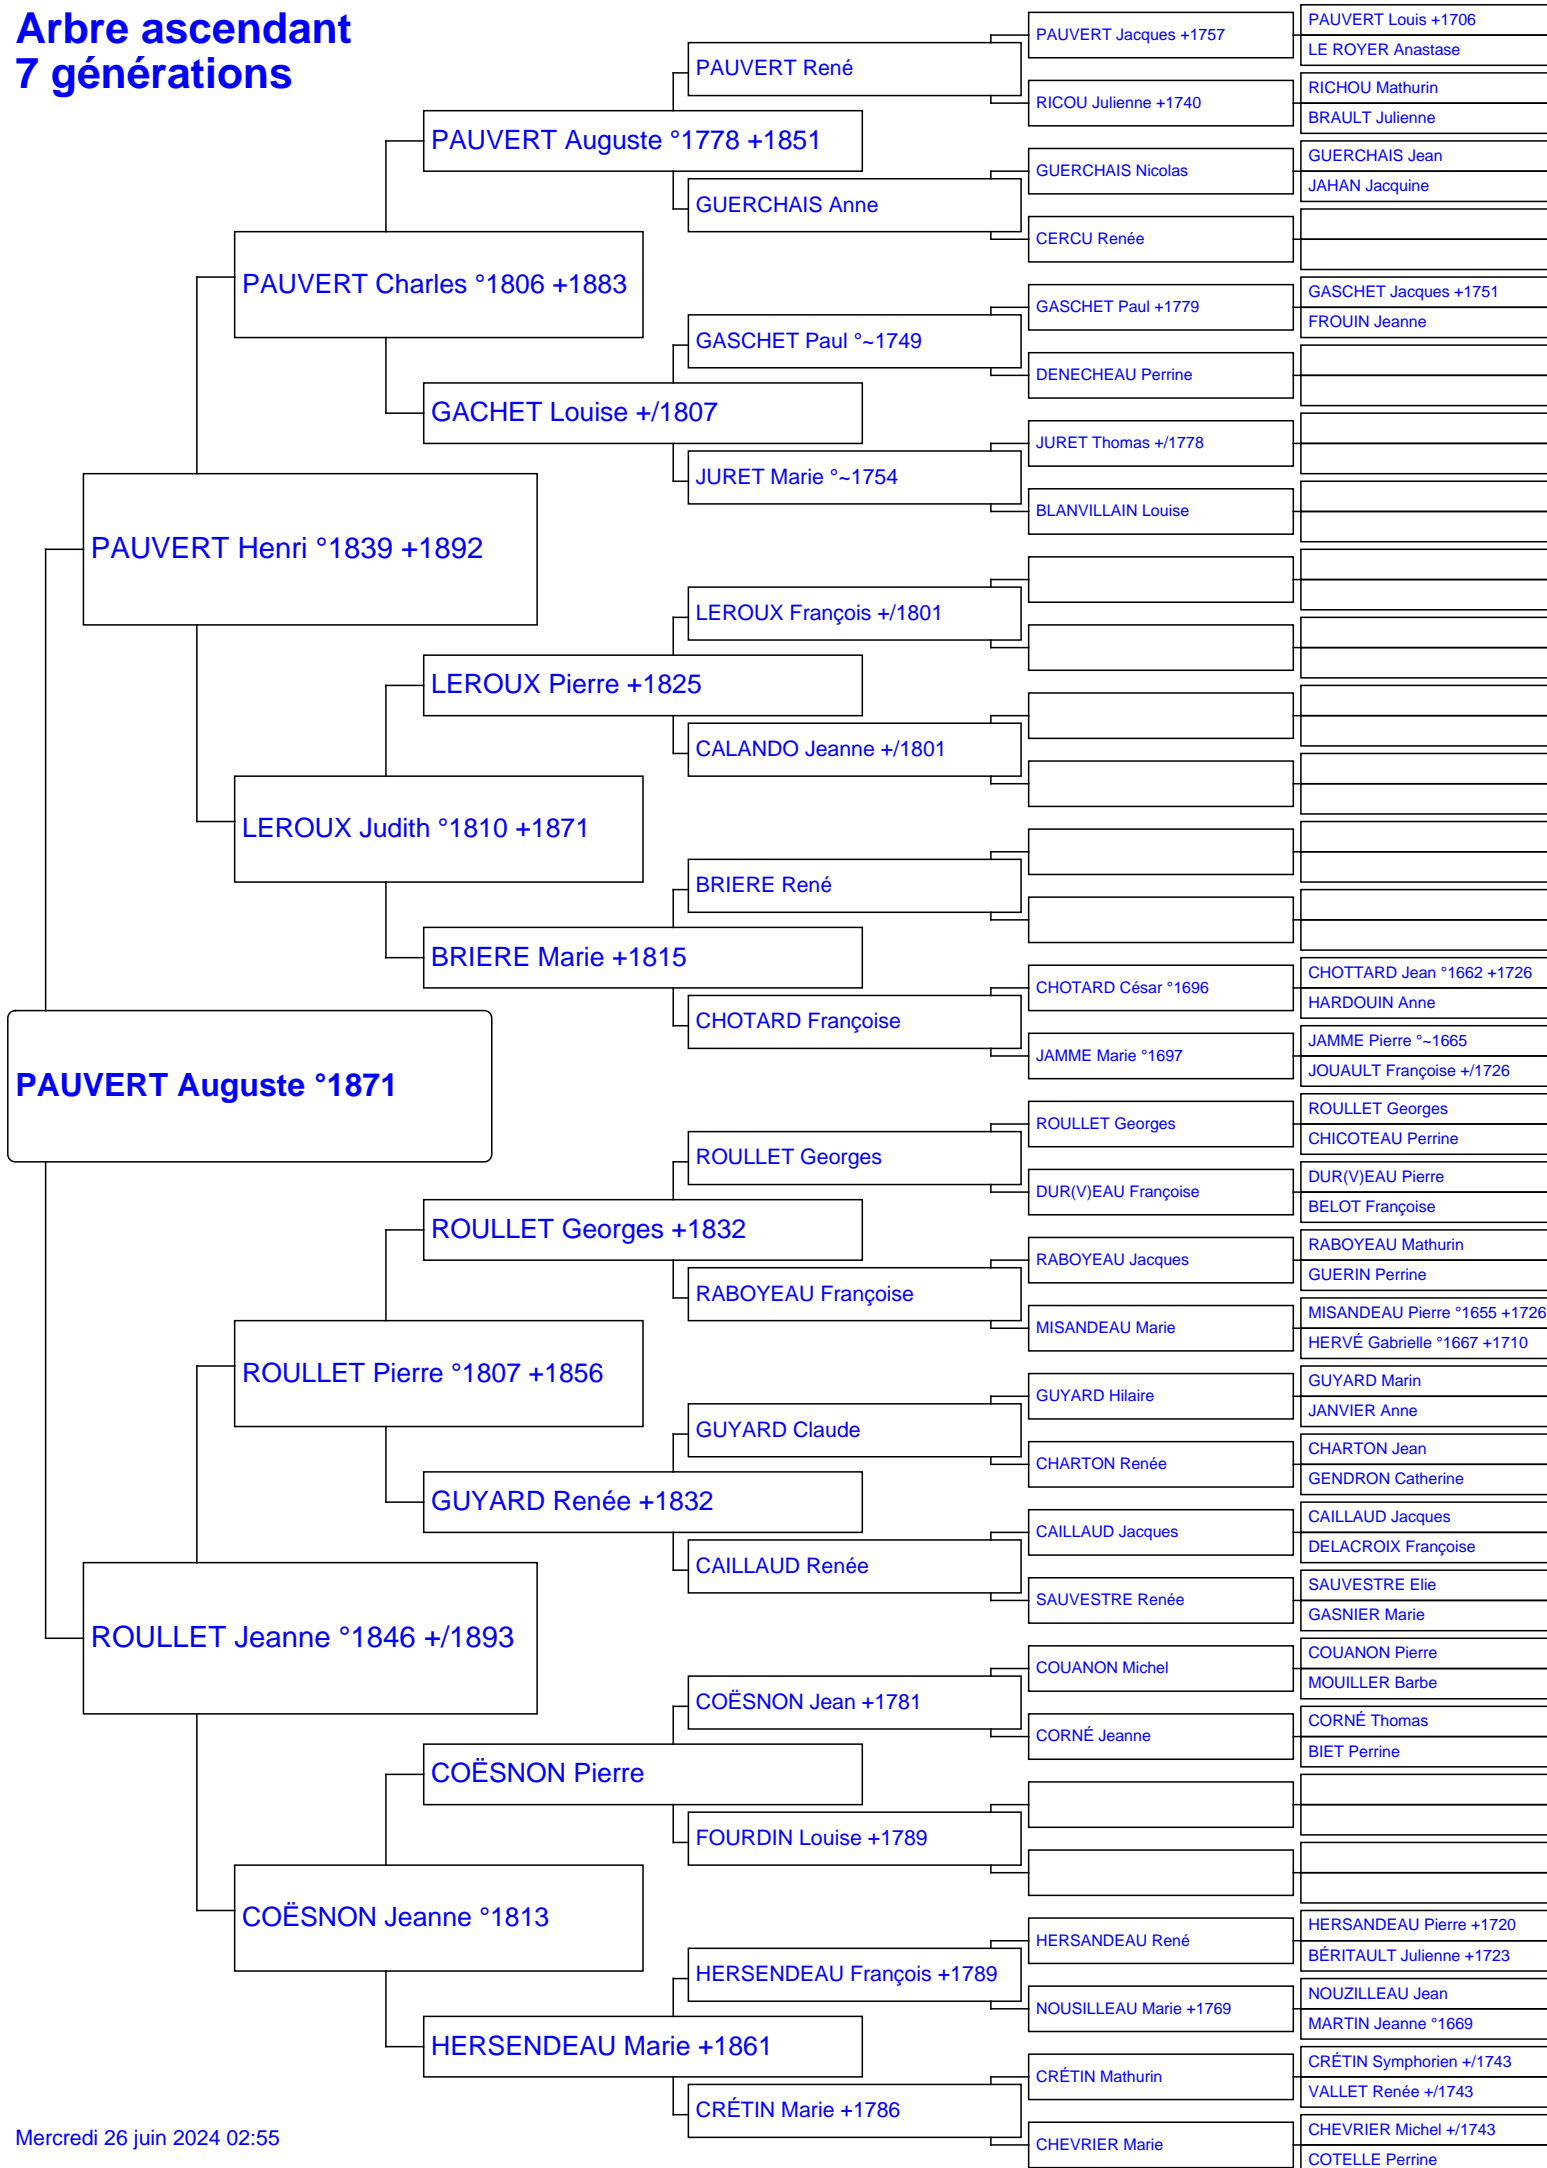 Arbre ascendant
7 générations
PAUVERT Auguste °1871
PAUVERT Henri °1839 +1892
ROULLET Jeanne °1846 +/1893
PAUVERT Charles °1806 +1883
LEROUX Judith °1810 +1871
ROULLET Pierre °1807 +1856
COËSNON Jeanne °1813
PAUVERT Auguste °1778 +1851
GACHET Louise +/1807
LEROUX Pierre +1825
BRIERE Marie +1815
ROULLET Georges +1832
GUYARD Renée +1832
COËSNON Pierre
HERSENDEAU Marie +1861
PAUVERT René
GUERCHAIS Anne
GASCHET Paul °~1749
JURET Marie °~1754
LEROUX François +/1801
CALANDO Jeanne +/1801
BRIERE René
CHOTARD Françoise
ROULLET Georges
RABOYEAU Françoise
GUYARD Claude
CAILLAUD Renée
COËSNON Jean +1781
FOURDIN Louise +1789
HERSENDEAU François +1789
CRÉTIN Marie +1786
PAUVERT Jacques +1757
RICOU Julienne +1740
GUERCHAIS Nicolas
CERCU Renée
GASCHET Paul +1779
DENECHEAU Perrine
JURET Thomas +/1778
BLANVILLAIN Louise
CHOTARD César °1696
JAMME Marie °1697
ROULLET Georges
DUR(V)EAU Françoise
RABOYEAU Jacques
MISANDEAU Marie
GUYARD Hilaire
CHARTON Renée
CAILLAUD Jacques
SAUVESTRE Renée
COUANON Michel
CORNÉ Jeanne
HERSANDEAU René
NOUSILLEAU Marie +1769
CRÉTIN Mathurin
CHEVRIER Marie
PAUVERT Louis +1706
LE ROYER Anastase
RICHOU Mathurin
BRAULT Julienne
GUERCHAIS Jean
JAHAN Jacquine
GASCHET Jacques +1751
FROUIN Jeanne
CHOTTARD Jean °1662 +1726
HARDOUIN Anne
JAMME Pierre °~1665
JOUAULT Françoise +/1726
ROULLET Georges
CHICOTEAU Perrine
DUR(V)EAU Pierre
BELOT Françoise
RABOYEAU Mathurin
GUERIN Perrine
MISANDEAU Pierre °1655 +1726
HERVÉ Gabrielle °1667 +1710
GUYARD Marin
JANVIER Anne
CHARTON Jean
GENDRON Catherine
CAILLAUD Jacques
DELACROIX Françoise
SAUVESTRE Elie
GASNIER Marie
COUANON Pierre
MOUILLER Barbe
CORNÉ Thomas
BIET Perrine
HERSANDEAU Pierre +1720
BÉRITAULT Julienne +1723
NOUZILLEAU Jean
MARTIN Jeanne °1669
CRÉTIN Symphorien +/1743
VALLET Renée +/1743
CHEVRIER Michel +/1743
COTELLE Perrine
Mercredi 26 juin 2024 02:55